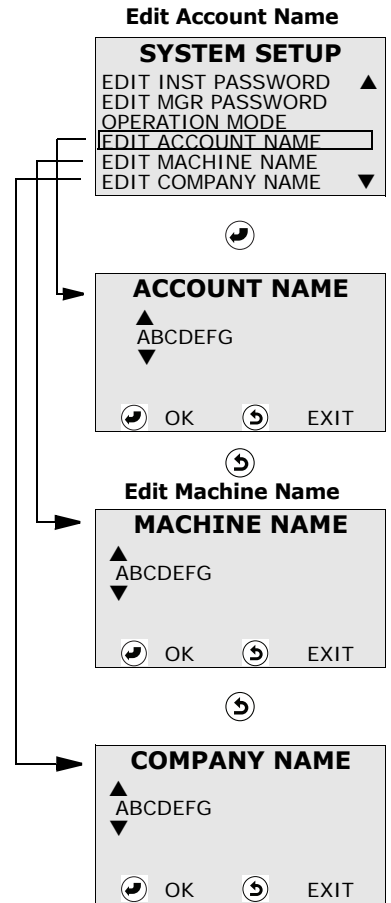 Edit Account Name
SYSTEM SETUP
EDIT INST PASSWORD
EDIT MGR PASSWORD
OPERATION MODE
EDIT ACCOUNT NAME
EDIT MACHINE NAME
EDIT COMPANY NAME
ACCOUNT NAME
ABCDEFG
OK EXIT
Edit Machine Name
MACHINE NAME
ABCDEFG
OK EXIT
COMPANY NAME
ABCDEFG
OK EXIT